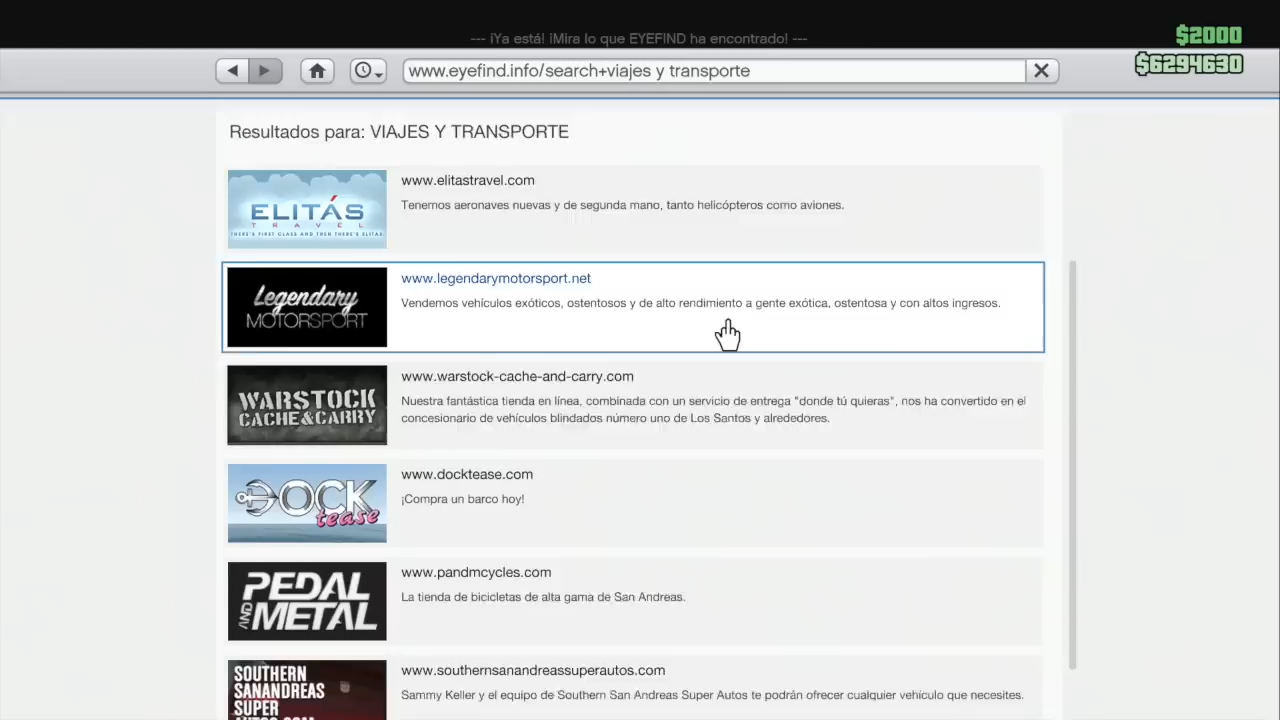 --- ¡Ya está! ¡Mira lo que EYEFIND ha encontrado! ---
$2000
www.eyefind.info/search+viajes y transporte
$6294630
Resultados para: VIAJES Y TRANSPORTE
ELITÁS
TRAVEL
THERE'S FIRST CLASS AND THEN THERE'S ELITÁS
www.elitastravel.com
Tenemos aeronaves nuevas y de segunda mano, tanto helicópteros como aviones.
Legendary
MOTORSPORT
www.legendarymotorsport.net
Vendemos vehículos exóticos, ostentosos y de alto rendimiento a gente exótica, ostentosa y con altos ingresos.
WARSTOCK
CACHE&CARRY
www.warstock-cache-and-carry.com
Nuestra fantástica tienda en línea, combinada con un servicio de entrega "donde tú quieras", nos ha convertido en el
concesionario de vehículos blindados número uno de Los Santos y alrededores.
DOCK
tease
www.docktease.com
¡Compra un barco hoy!
PEDAL
AND METAL
www.pandmcycles.com
La tienda de bicicletas de alta gama de San Andreas.
SOUTHERN
SANANDREAS
SUPER
AUTOS.COM
www.southernsanandreassuperautos.com
Sammy Keller y el equipo de Southern San Andreas Super Autos te podrán ofrecer cualquier vehículo que necesites.